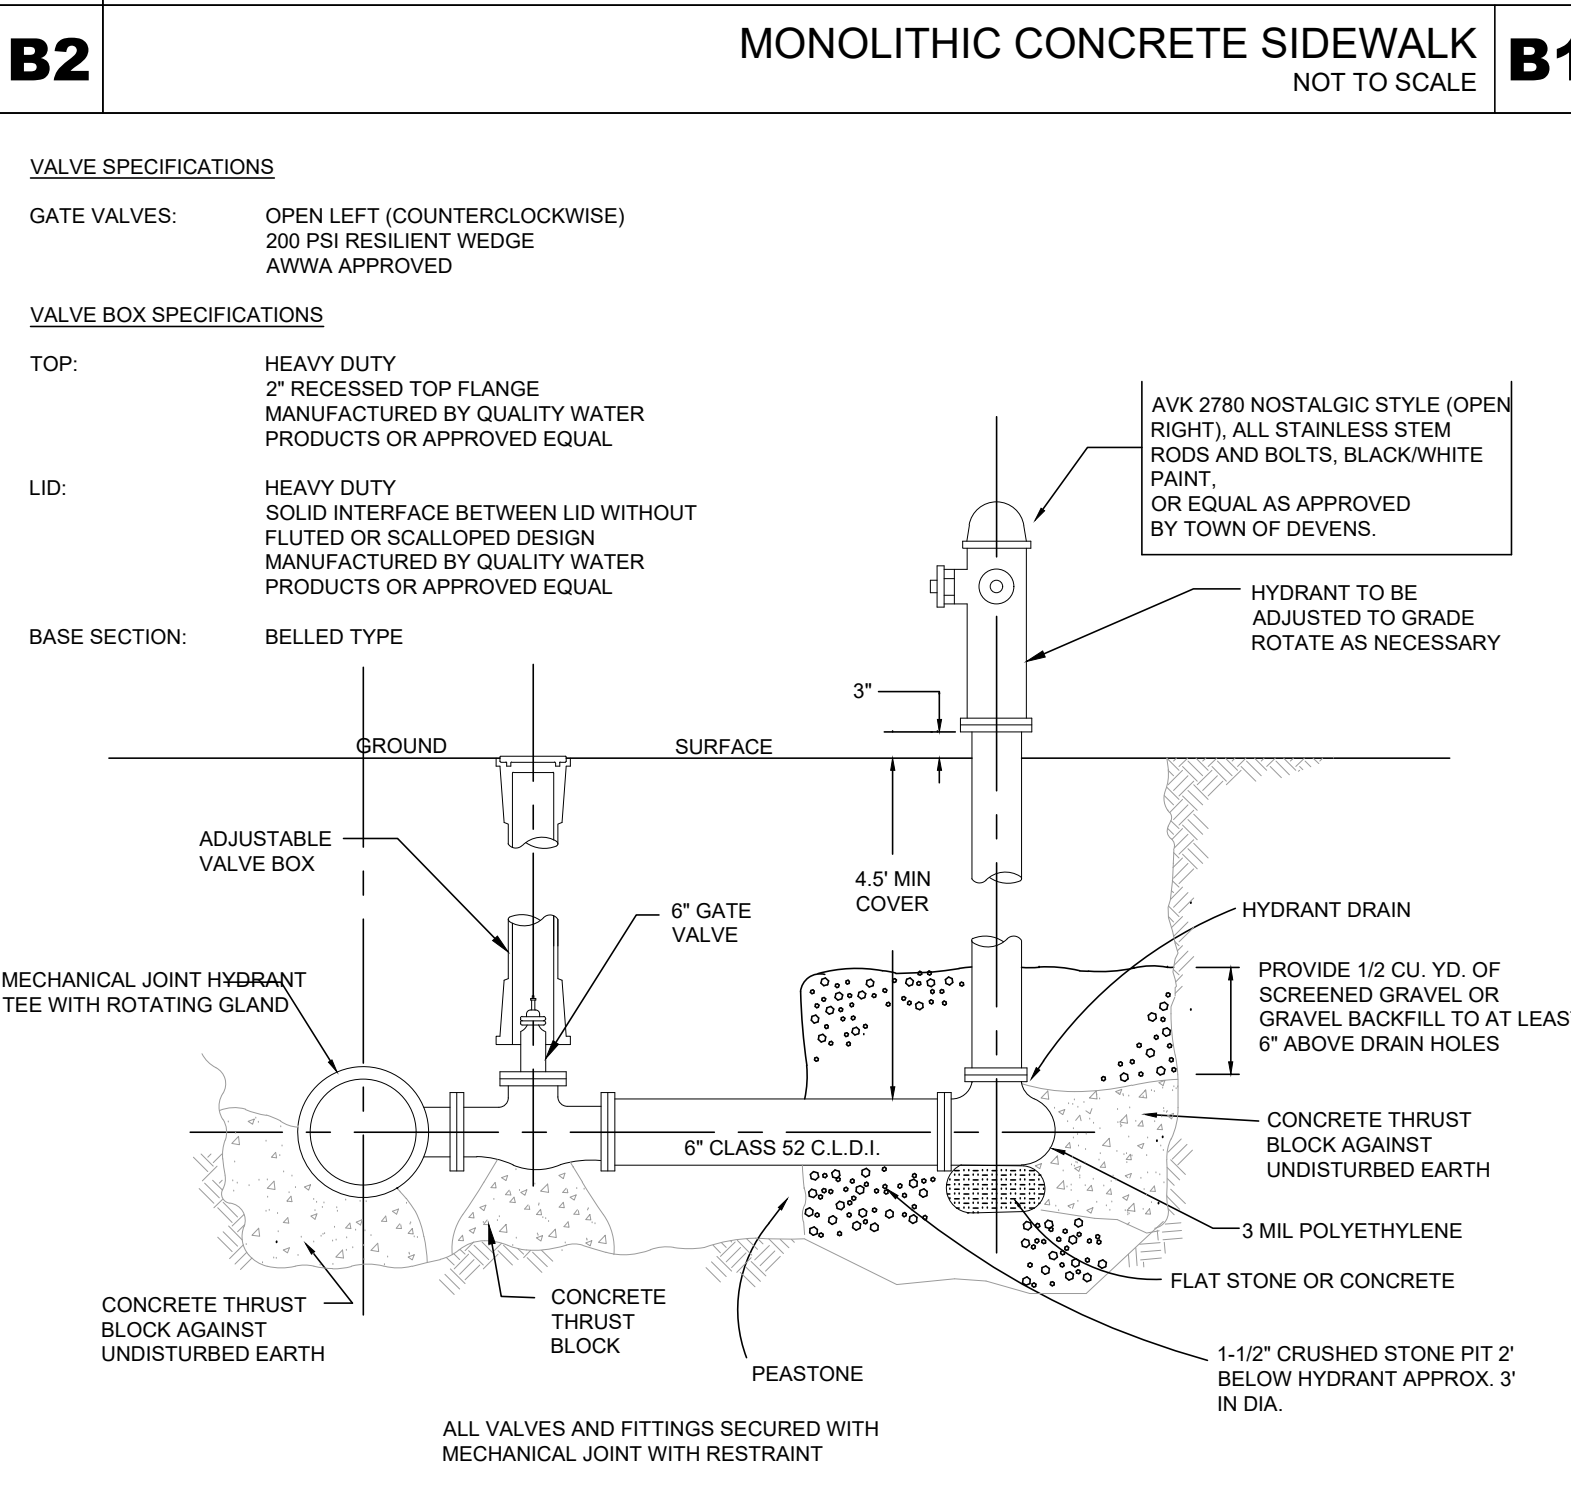 B2
MONOLITHIC CONCRETE SIDEWALK
NOT TO SCALE
B1
VALVE SPECIFICATIONS
GATE VALVES: OPEN LEFT (COUNTERCLOCKWISE)
200 PSI RESILIENT WEDGE
AWWA APPROVED
VALVE BOX SPECIFICATIONS
TOP: HEAVY DUTY
2" RECESSED TOP FLANGE
MANUFACTURED BY QUALITY WATER
PRODUCTS OR APPROVED EQUAL
LID: HEAVY DUTY
SOLID INTERFACE BETWEEN LID WITHOUT
FLUTED OR SCALLOPED DESIGN
MANUFACTURED BY QUALITY WATER
PRODUCTS OR APPROVED EQUAL
BASE SECTION: BELLED TYPE
AVK 2780 NOSTALGIC STYLE (OPEN
RIGHT), ALL STAINLESS STEM
RODS AND BOLTS, BLACK/WHITE
PAINT,
OR EQUAL AS APPROVED
BY TOWN OF DEVENS.
HYDRANT TO BE
ADJUSTED TO GRADE
ROTATE AS NECESSARY
3"
GROUND SURFACE
ADJUSTABLE
VALVE BOX
4.5' MIN
COVER
6" GATE
VALVE
HYDRANT DRAIN
MECHANICAL JOINT HYDRANT
TEE WITH ROTATING GLAND
PROVIDE 1/2 CU. YD. OF
SCREENED GRAVEL OR
GRAVEL BACKFILL TO AT LEAST
6" ABOVE DRAIN HOLES
CONCRETE THRUST
BLOCK AGAINST
UNDISTURBED EARTH
6" CLASS 52 C.L.D.I.
3 MIL POLYETHYLENE
FLAT STONE OR CONCRETE
CONCRETE THRUST
BLOCK AGAINST
UNDISTURBED EARTH
CONCRETE
THRUST
BLOCK
PEASTONE
1-1/2" CRUSHED STONE PIT 2'
BELOW HYDRANT APPROX. 3'
IN DIA.
ALL VALVES AND FITTINGS SECURED WITH
MECHANICAL JOINT WITH RESTRAINT